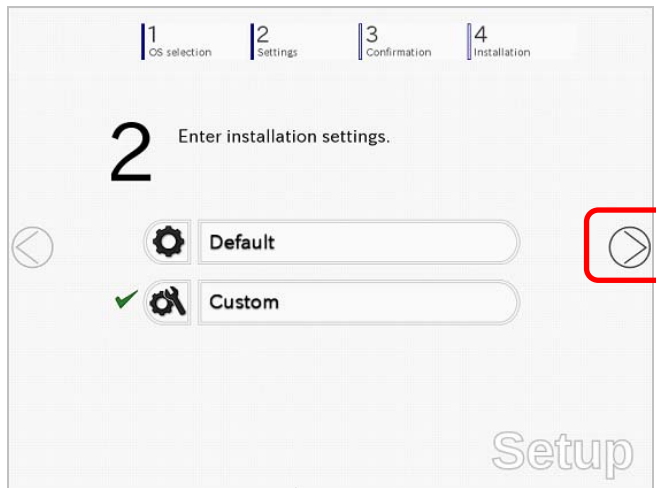 1 2 3 4
OS selection Settings Confirmation Installation
2 Enter installation settings.
Default
Custom
Setup